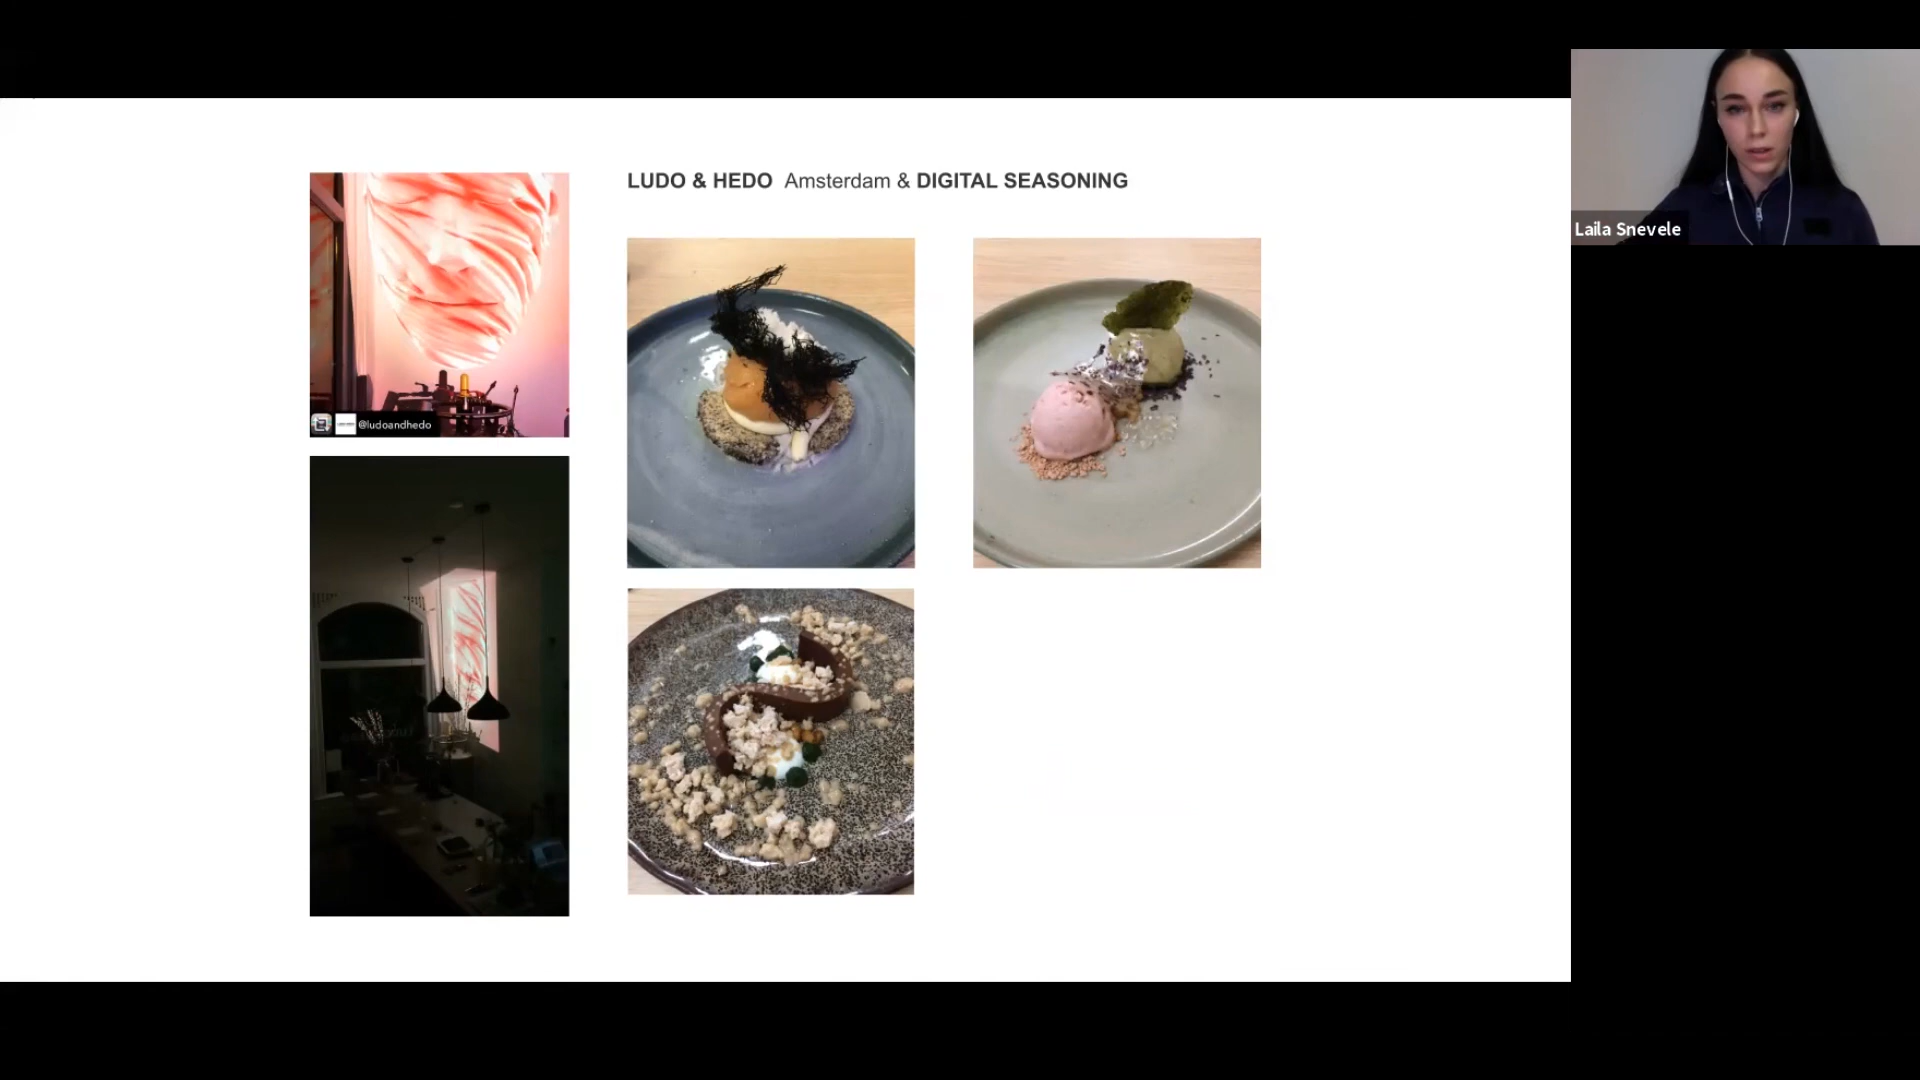 LUDO & HEDO Amsterdam & DIGITAL SEASONING
@ludoandhedo
Laila Snevele